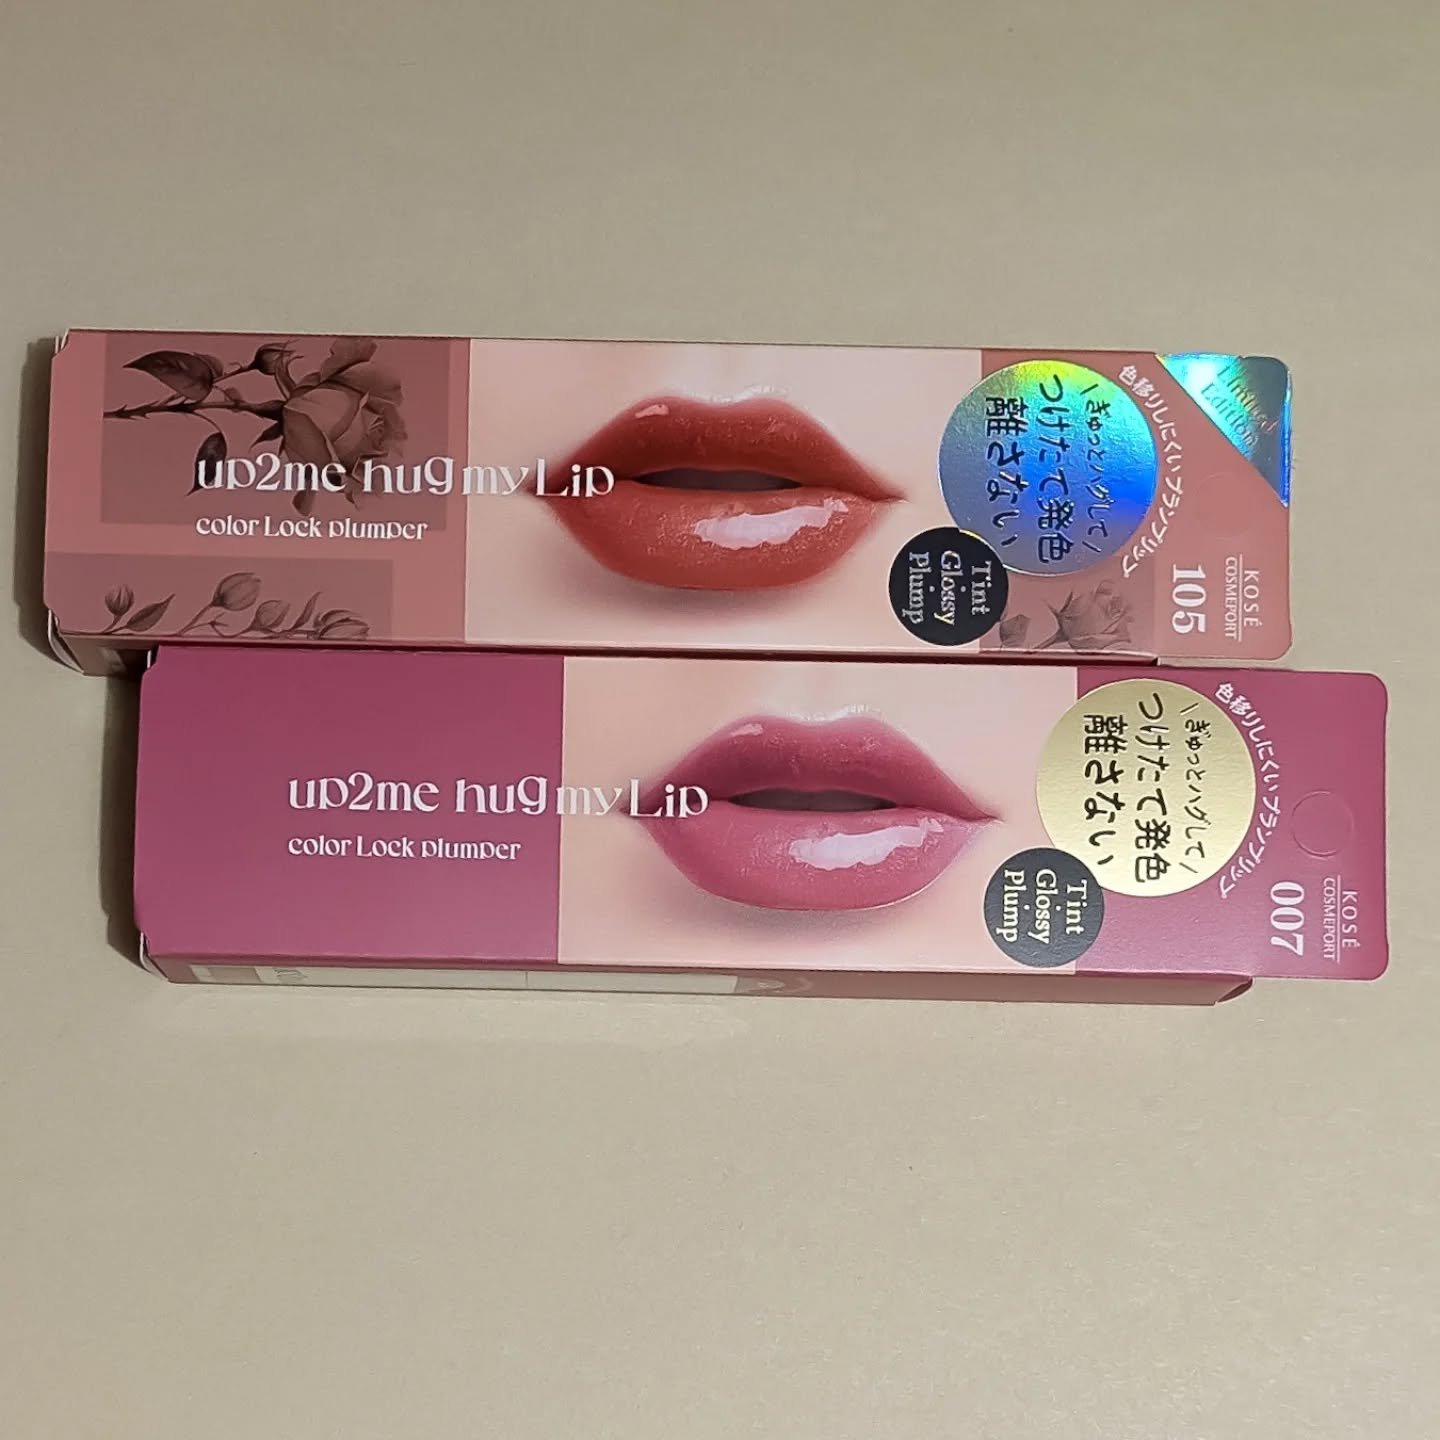 up2me hug my Lip
color Lock plumper
Limited
Edition
色移りしにくいプランプリップ
\ぎゅっとハグして/
つけたて発色
離さない
Tint
Glossy
Plump
105
KOSÉ
COSMEPORT
up2me hug my Lip
color Lock plumper
色移りしにくいプランプリップ
\ぎゅっとハグして/
つけたて発色
離さない
Tint
Glossy
Plump
007
KOSÉ
COSMEPORT